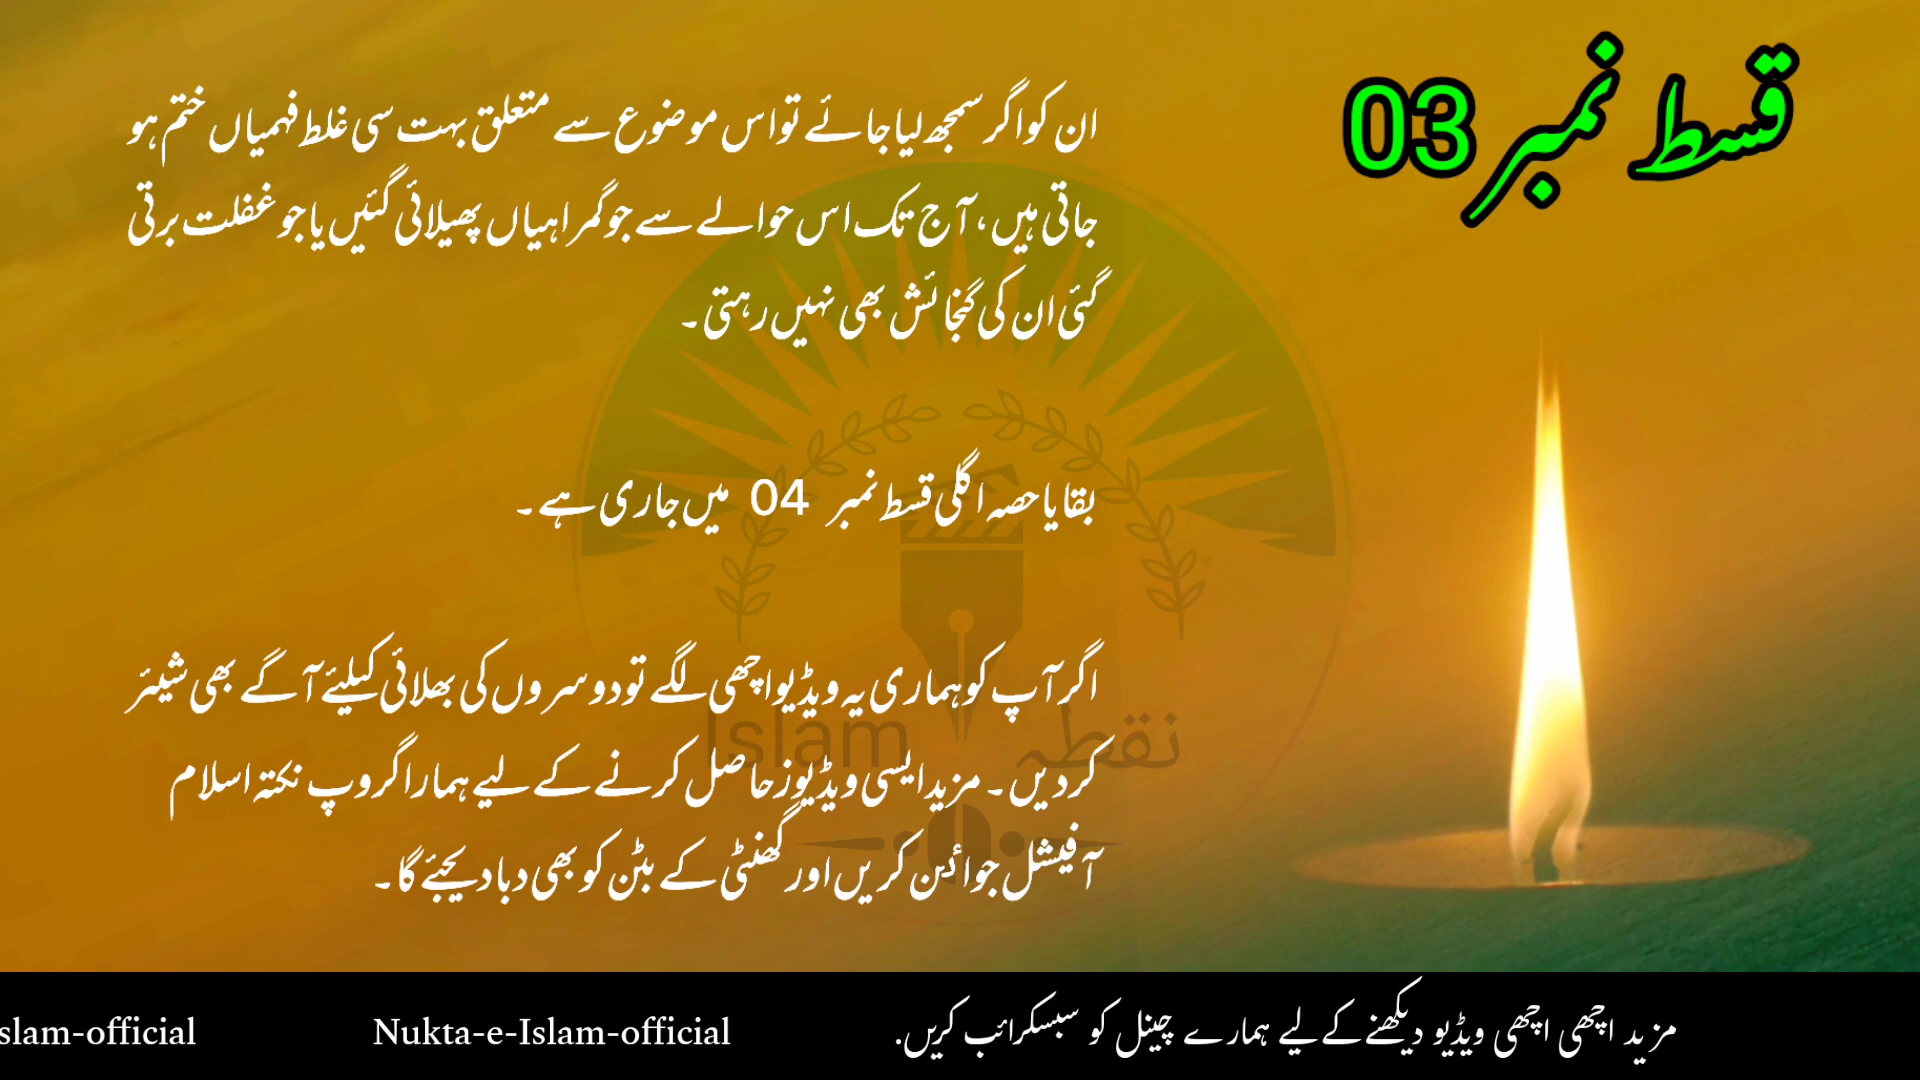 قسط نمبر 03
ان کو اگر سمجھ لیا جائے تو اس موضوع سے متعلق بہت سی غلط فہمیاں ختم ہو
جاتی ہیں، آج تک اس حوالے سے جو گمراہیاں پھیلائی گئیں یا جو غفلت برتی
گئی ان کی گنجائش بھی نہیں رہتی۔
بقایا حصہ اگلی قسط نمبر 04 میں جاری ہے۔
اگر آپ کو ہماری یہ ویڈیو اچھی لگے تو دوسروں کی بھلائی کیلئے آگے بھی شیئر
کر دیں۔ مزید ایسی ویڈیوز حاصل کرنے کے لیے ہمارا گروپ نکتہ اسلام
آفیشل جوائن کریں اور گھنٹی کے بٹن کو بھی دبا دیجئے گا۔
Islam نقطہ
مزید اچھی اچھی ویڈیو دیکھنے کے لیے ہمارے چینل کو سبسکرائب کریں.
Nukta-e-Islam-official
slam-official